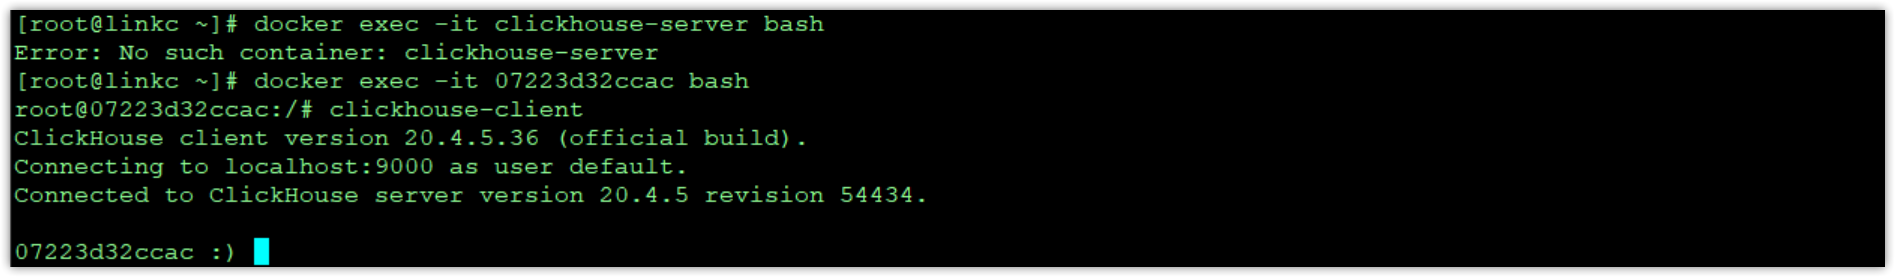 [root@linkc ~]# docker exec -it clickhouse-server bash
Error: No such container: clickhouse-server
[root@linkc ~]# docker exec -it 07223d32ccac bash
root@07223d32ccac:/# clickhouse-client
ClickHouse client version 20.4.5.36 (official build).
Connecting to localhost:9000 as user default.
Connected to ClickHouse server version 20.4.5 revision 54434.
07223d32ccac :)